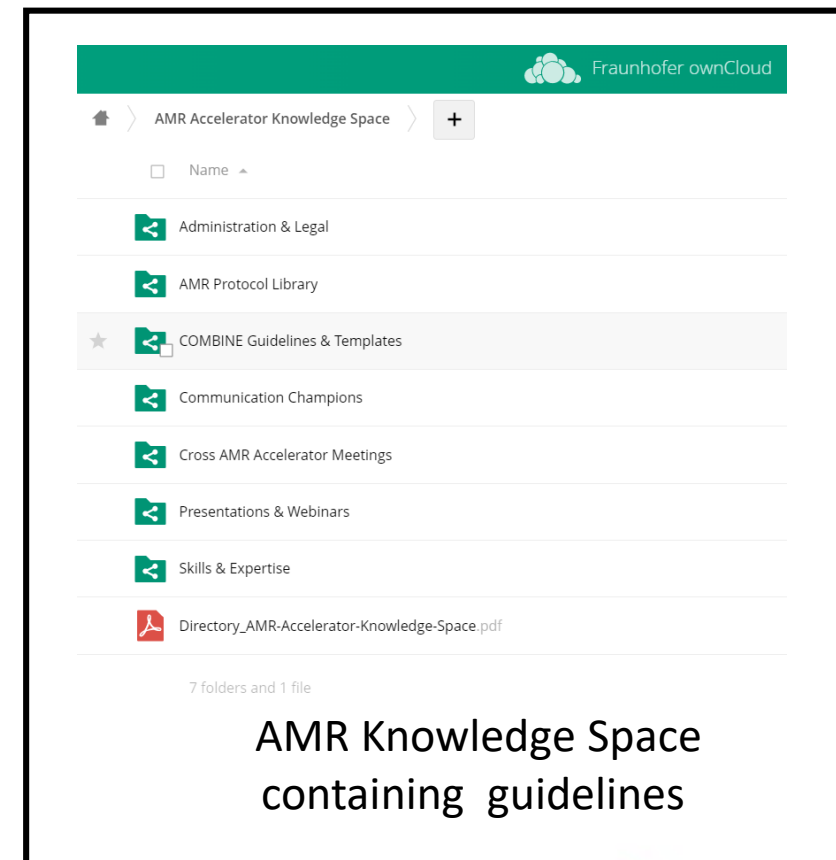 Fraunhofer ownCloud
AMR Accelerator Knowledge Space +
Name
Administration & Legal
AMR Protocol Library
COMBINE Guidelines & Templates
Communication Champions
Cross AMR Accelerator Meetings
Presentations & Webinars
Skills & Expertise
Directory_AMR-Accelerator-Knowledge-Space.pdf
7 folders and 1 file
AMR Knowledge Space
containing guidelines